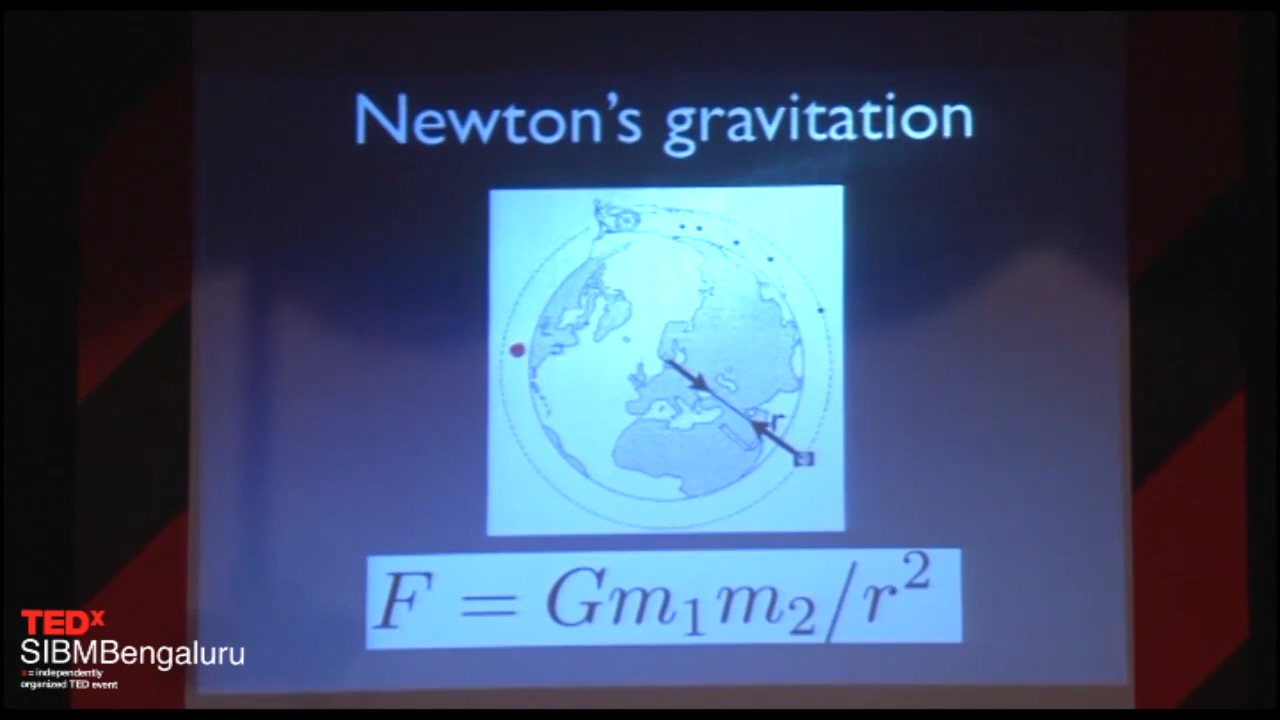 Newton's gravitation
r
F = Gm₁m₂/r²
TEDx
SIBMBengaluru
x = independently
organized TED event